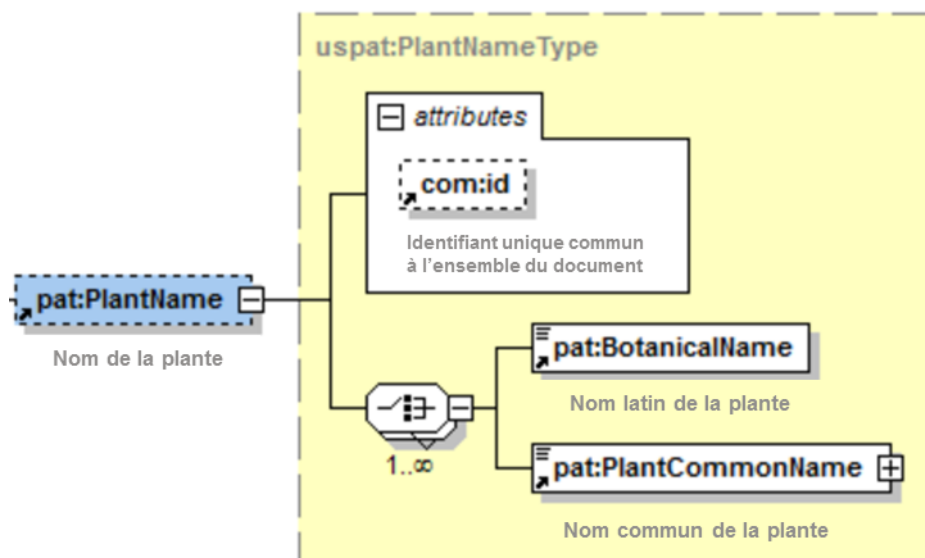 uspat:PlantNameType
attributes
com:id
Identifiant unique commun
à l’ensemble du document
pat:PlantName
Nom de la plante
pat:BotanicalName
Nom latin de la plante
1..∞
pat:PlantCommonName
Nom commun de la plante